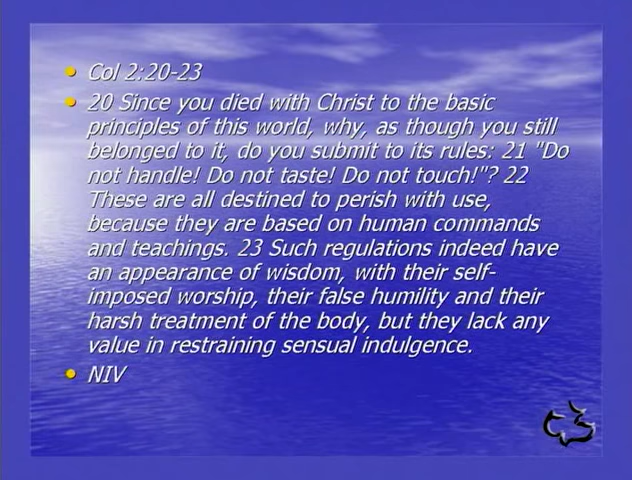 Col 2:20-23
20 Since you died with Christ to the basic
principles of this world, why, as though you still
belonged to it, do you submit to its rules: 21 "Do
not handle! Do not taste! Do not touch!"? 22
These are all destined to perish with use,
because they are based on human commands
and teachings. 23 Such regulations indeed have
an appearance of wisdom, with their self-
imposed worship, their false humility and their
harsh treatment of the body, but they lack any
value in restraining sensual indulgence.
NIV